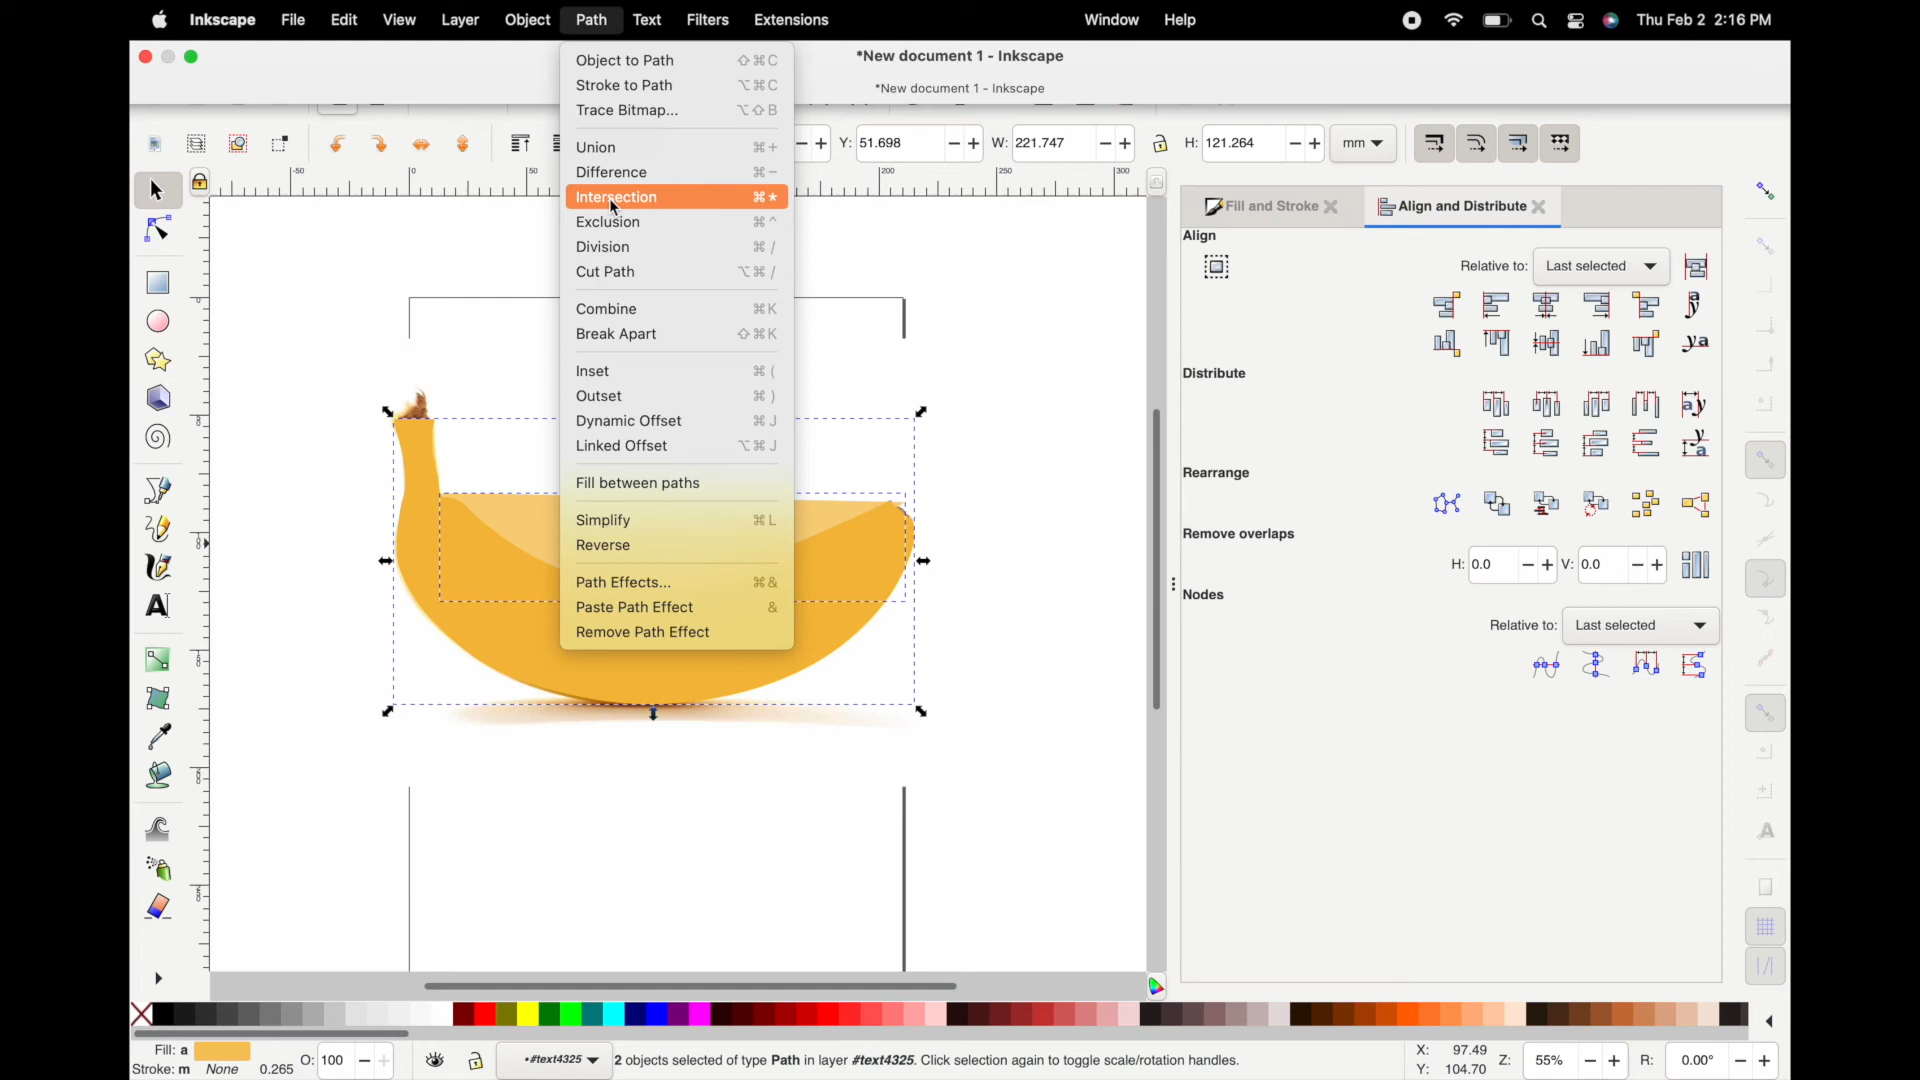 Inkscape File Edit View Layer Object Path Text Filters Extensions Window Help Thu Feb 2 2:16 PM
*New document 1 - Inkscape
*New document 1 - Inkscape
Y: 51.698 W: 221.747 H: 121.264 mm
Object to Path ⇧⌘C
Stroke to Path ⌥⌘C
Trace Bitmap... ⌥⇧B
Union ⌘+
Difference ⌘-
Intersection ⌘*
Exclusion ⌘^
Division ⌘/
Cut Path ⌥⌘/
Combine ⌘K
Break Apart ⇧⌘K
Inset ⌘(
Outset ⌘)
Dynamic Offset ⌘J
Linked Offset ⌥⌘J
Fill between paths
Simplify ⌘L
Reverse
Path Effects... ⌘&
Paste Path Effect &
Remove Path Effect
-50 0 50 200 250 300
Fill and Stroke Align and Distribute
Align
Relative to: Last selected
Distribute
Rearrange
Remove overlaps
H: 0.0 V: 0.0
Nodes
Relative to: Last selected
Fill: a
Stroke: m None 0.265 O: 100
•#text4325 2 objects selected of type Path in layer #text4325. Click selection again to toggle scale/rotation handles.
X: 97.49
Y: 104.70
Z: 55% R: 0.00°